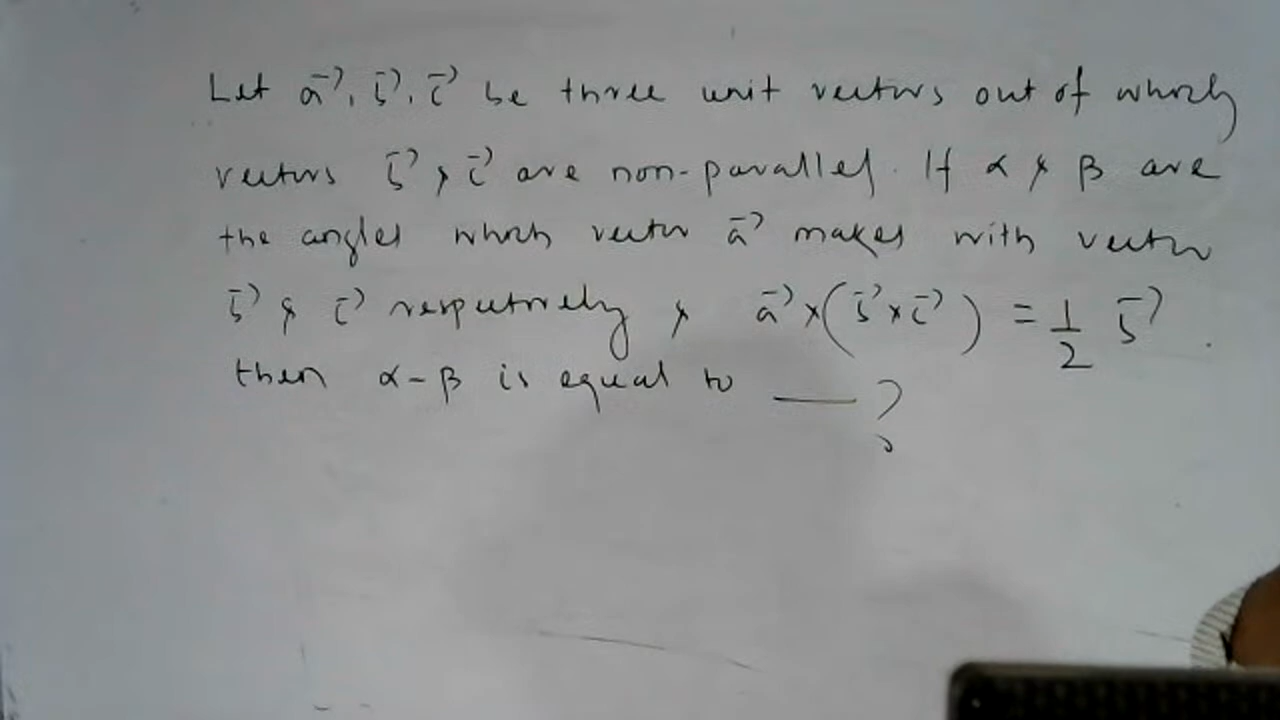 Let a⃗, b⃗, c⃗ be three unit vectors out of which
vectors b⃗ & c⃗ are non-parallel. If α & β are
the angles which vector a⃗ makes with vector
b⃗ & c⃗ respectively & a⃗×(b⃗×c⃗) = 1/2 b⃗.
then α-β is equal to __?